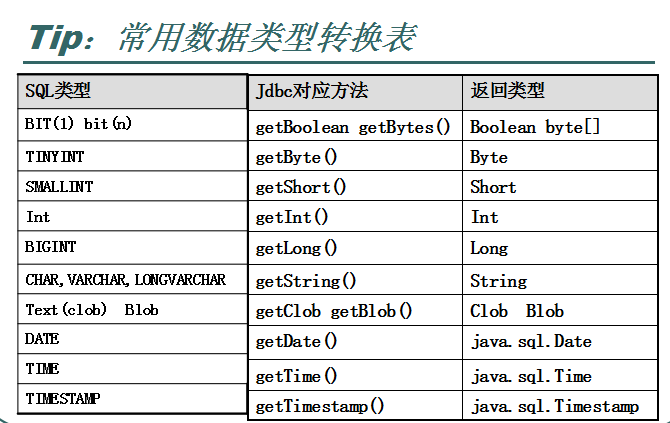 Tip：常用数据类型转换表
SQL类型 Jdbc对应方法 返回类型
BIT(1) bit(n) getBoolean getBytes() Boolean byte[]
TINYINT getByte() Byte
SMALLINT getShort() Short
Int getInt() Int
BIGINT getLong() Long
CHAR,VARCHAR,LONGVARCHAR getString() String
Text(clob) Blob getClob getBlob() Clob Blob
DATE getDate() java.sql.Date
TIME getTime() java.sql.Time
TIMESTAMP getTimestamp() java.sql.Timestamp